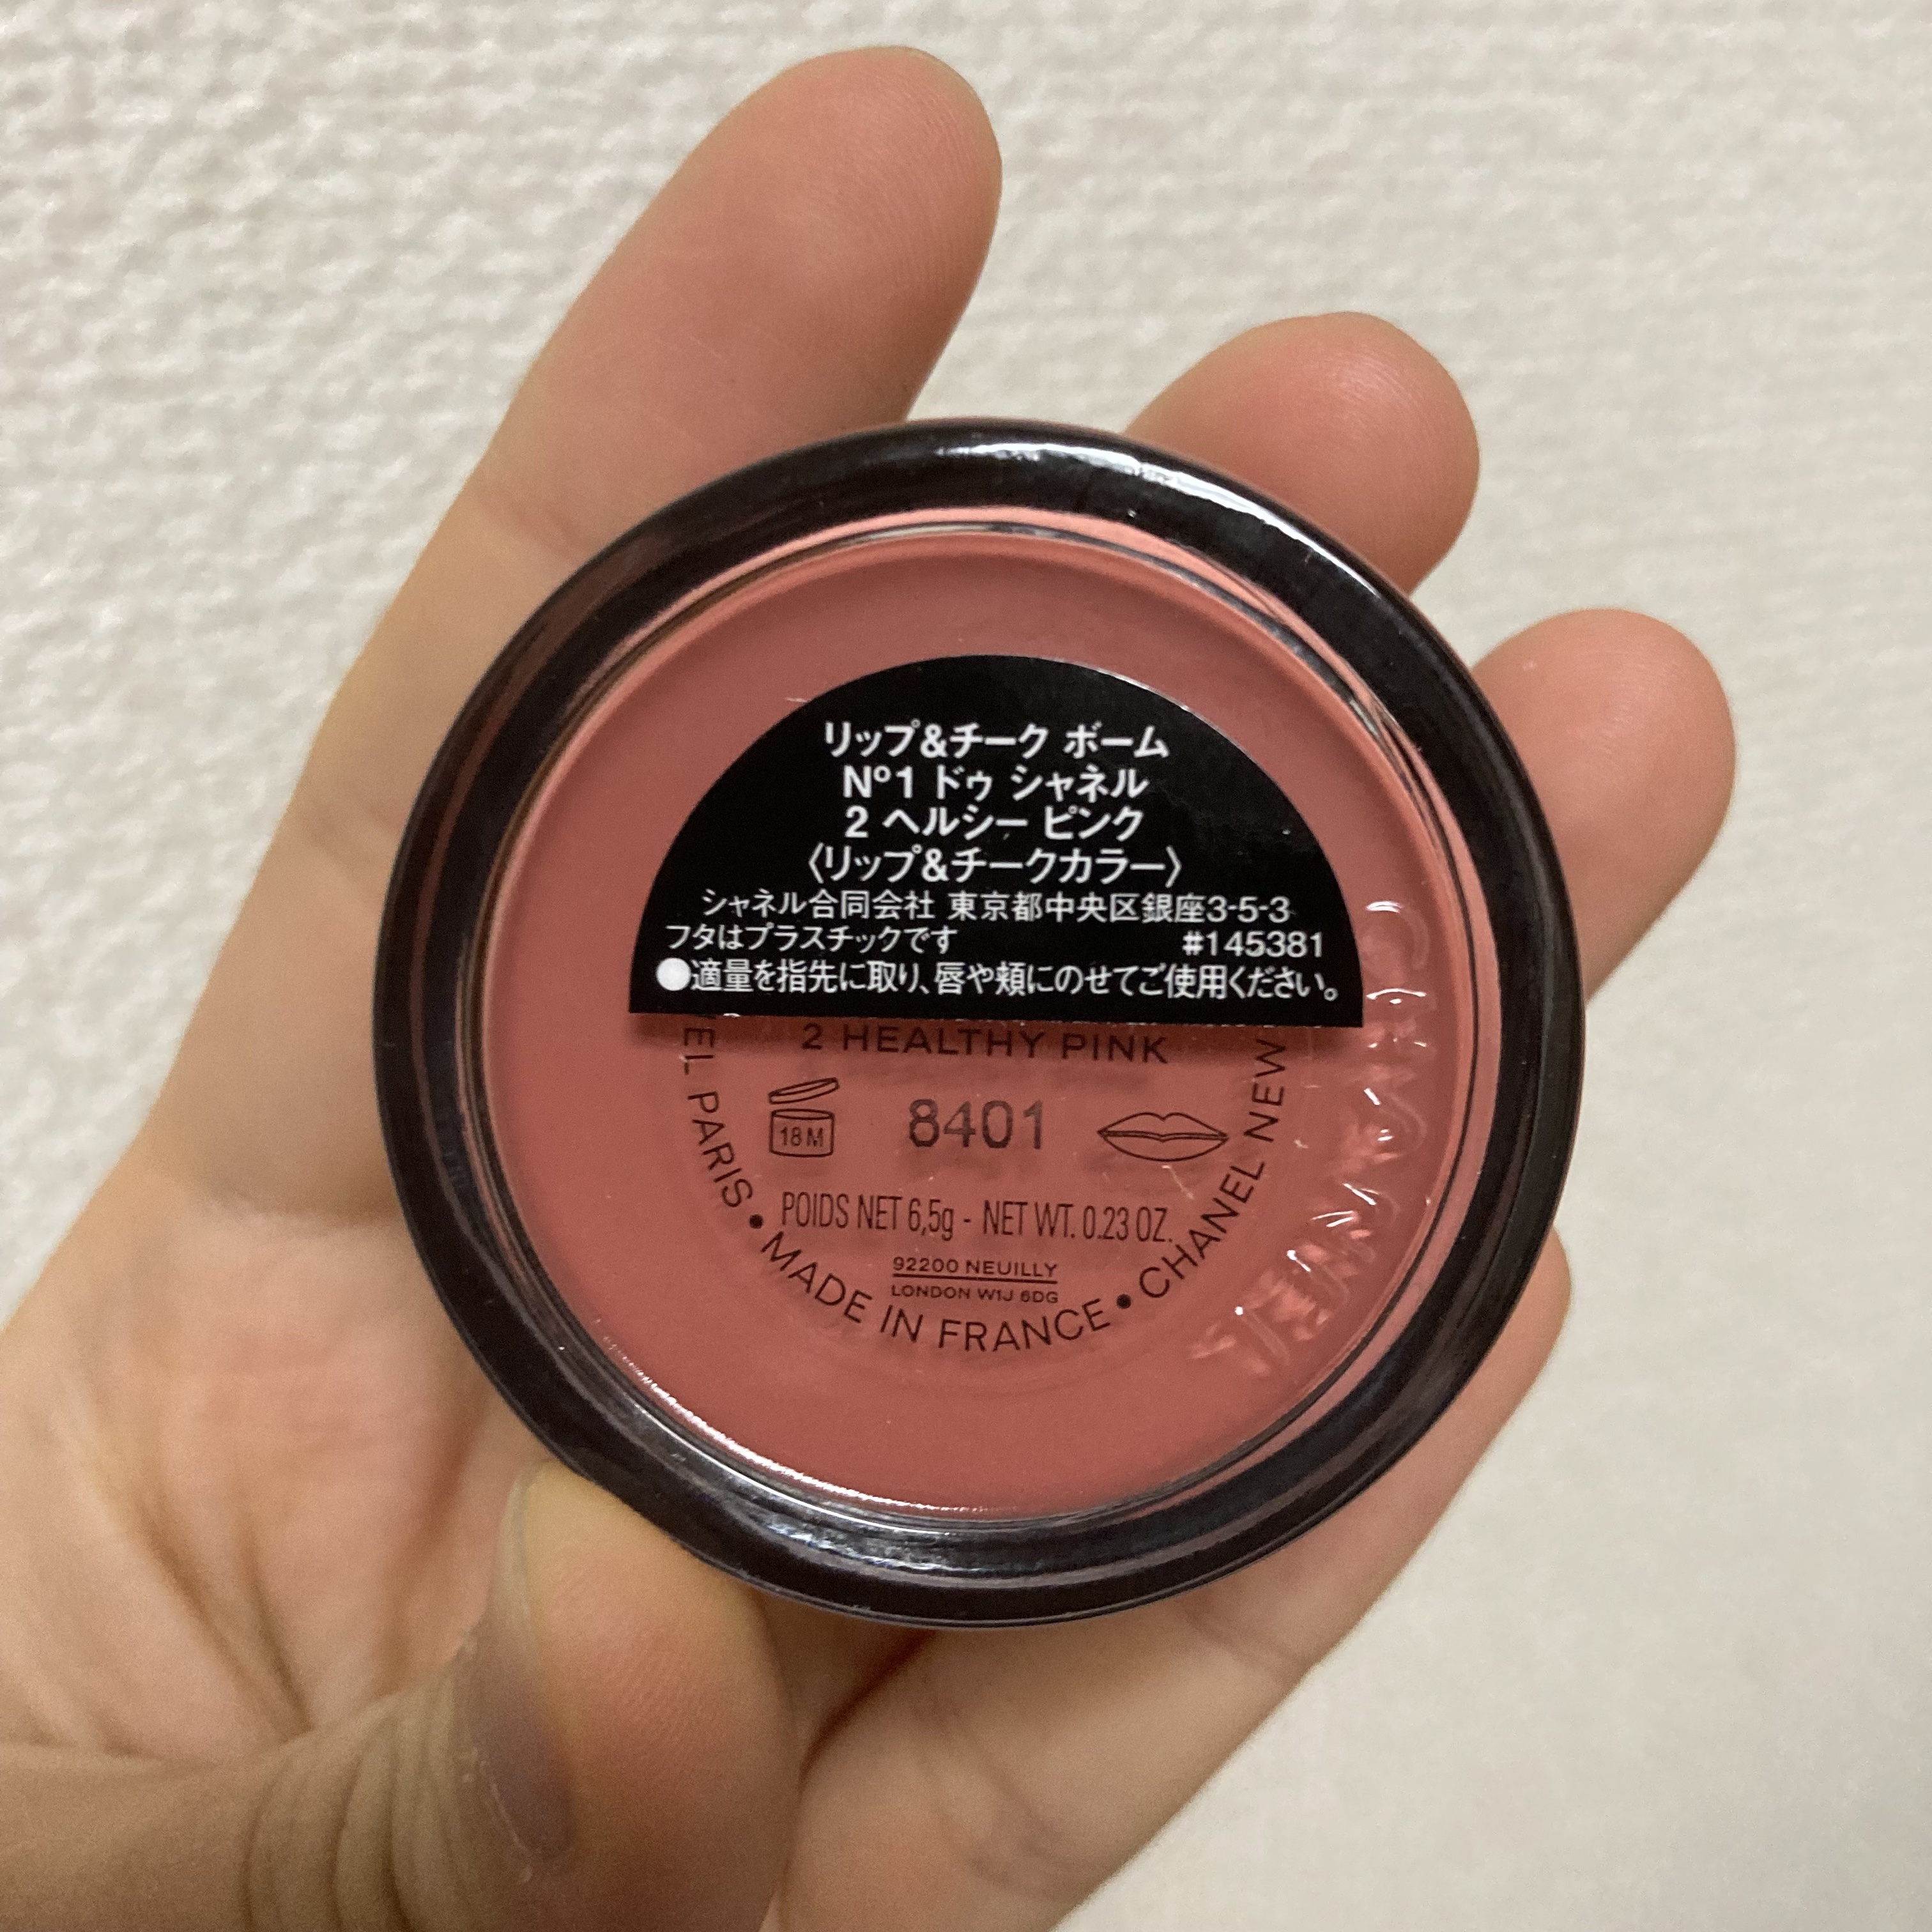 リップ&チーク ボーム
N°1 ドゥ シャネル
2 ヘルシー ピンク
〈リップ&チークカラー〉
シャネル合同会社 東京都中央区銀座3-5-3
フタはプラスチックです #145381
●適量を指先に取り、唇や頬にのせてご使用ください。
2 HEALTHY PINK
18M
8401
POIDS NET 6,5g - NET WT. 0.23 OZ.
92200 NEUILLY
LONDON W1J 6DG
PARIS • MADE IN FRANCE • CHANEL NEW
CHANEL